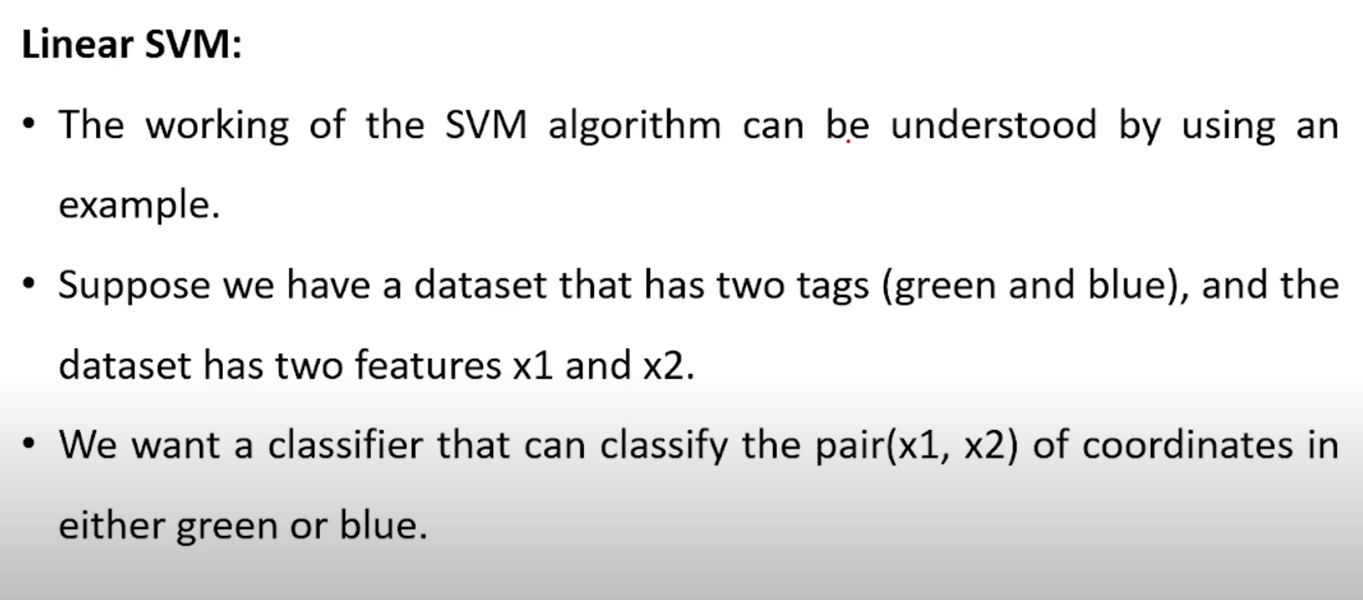 Linear SVM:
• The working of the SVM algorithm can be understood by using an
example.
• Suppose we have a dataset that has two tags (green and blue), and the
dataset has two features x1 and x2.
• We want a classifier that can classify the pair(x1, x2) of coordinates in
either green or blue.